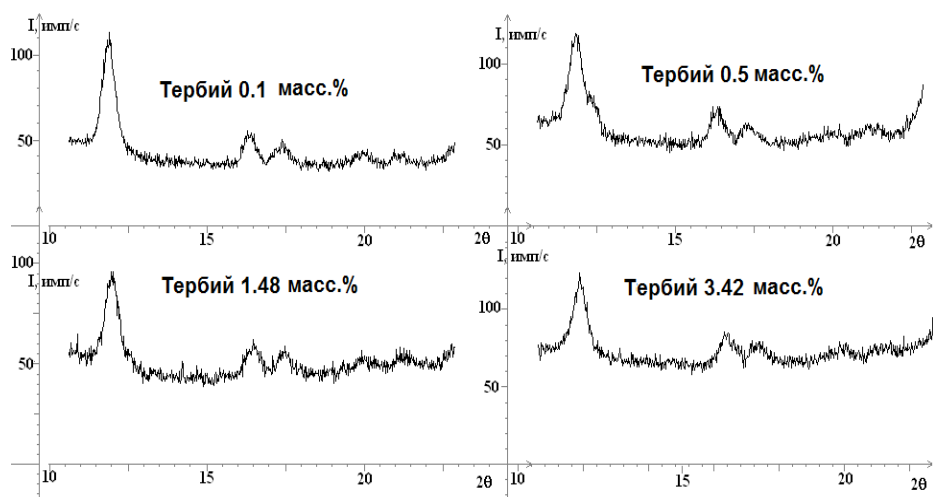 I, имп/с
100
Тербий 0.1 масс.%
50
10
15
20
2θ
I, имп/с
100
Тербий 0.5 масс.%
50
10
15
20
2θ
100
I, имп/с
Тербий 1.48 масс.%
50
10
15
20
2θ
I, имп/с
Тербий 3.42 масс.%
100
50
10
15
20
2θ